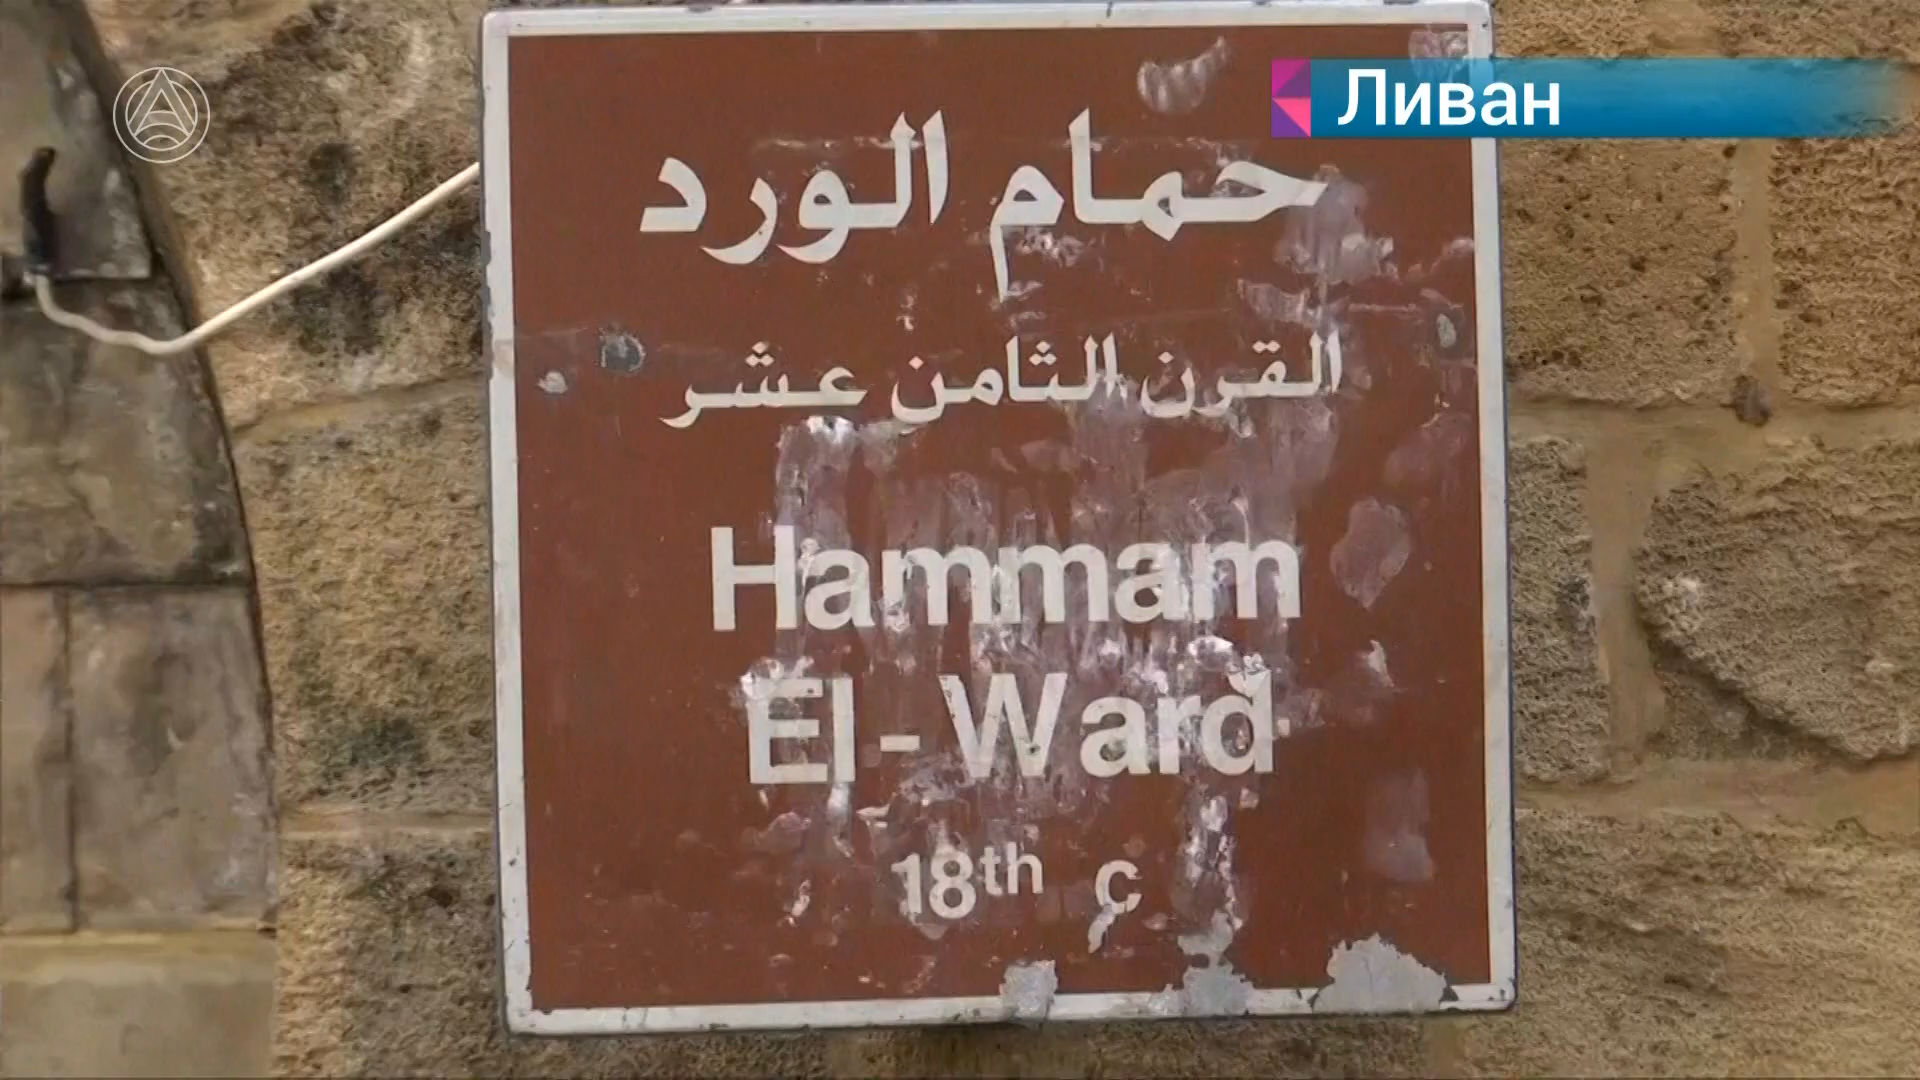 Ливан
حمام الورد
القرن الثامن عشر
Hammam
El - Ward
18th c